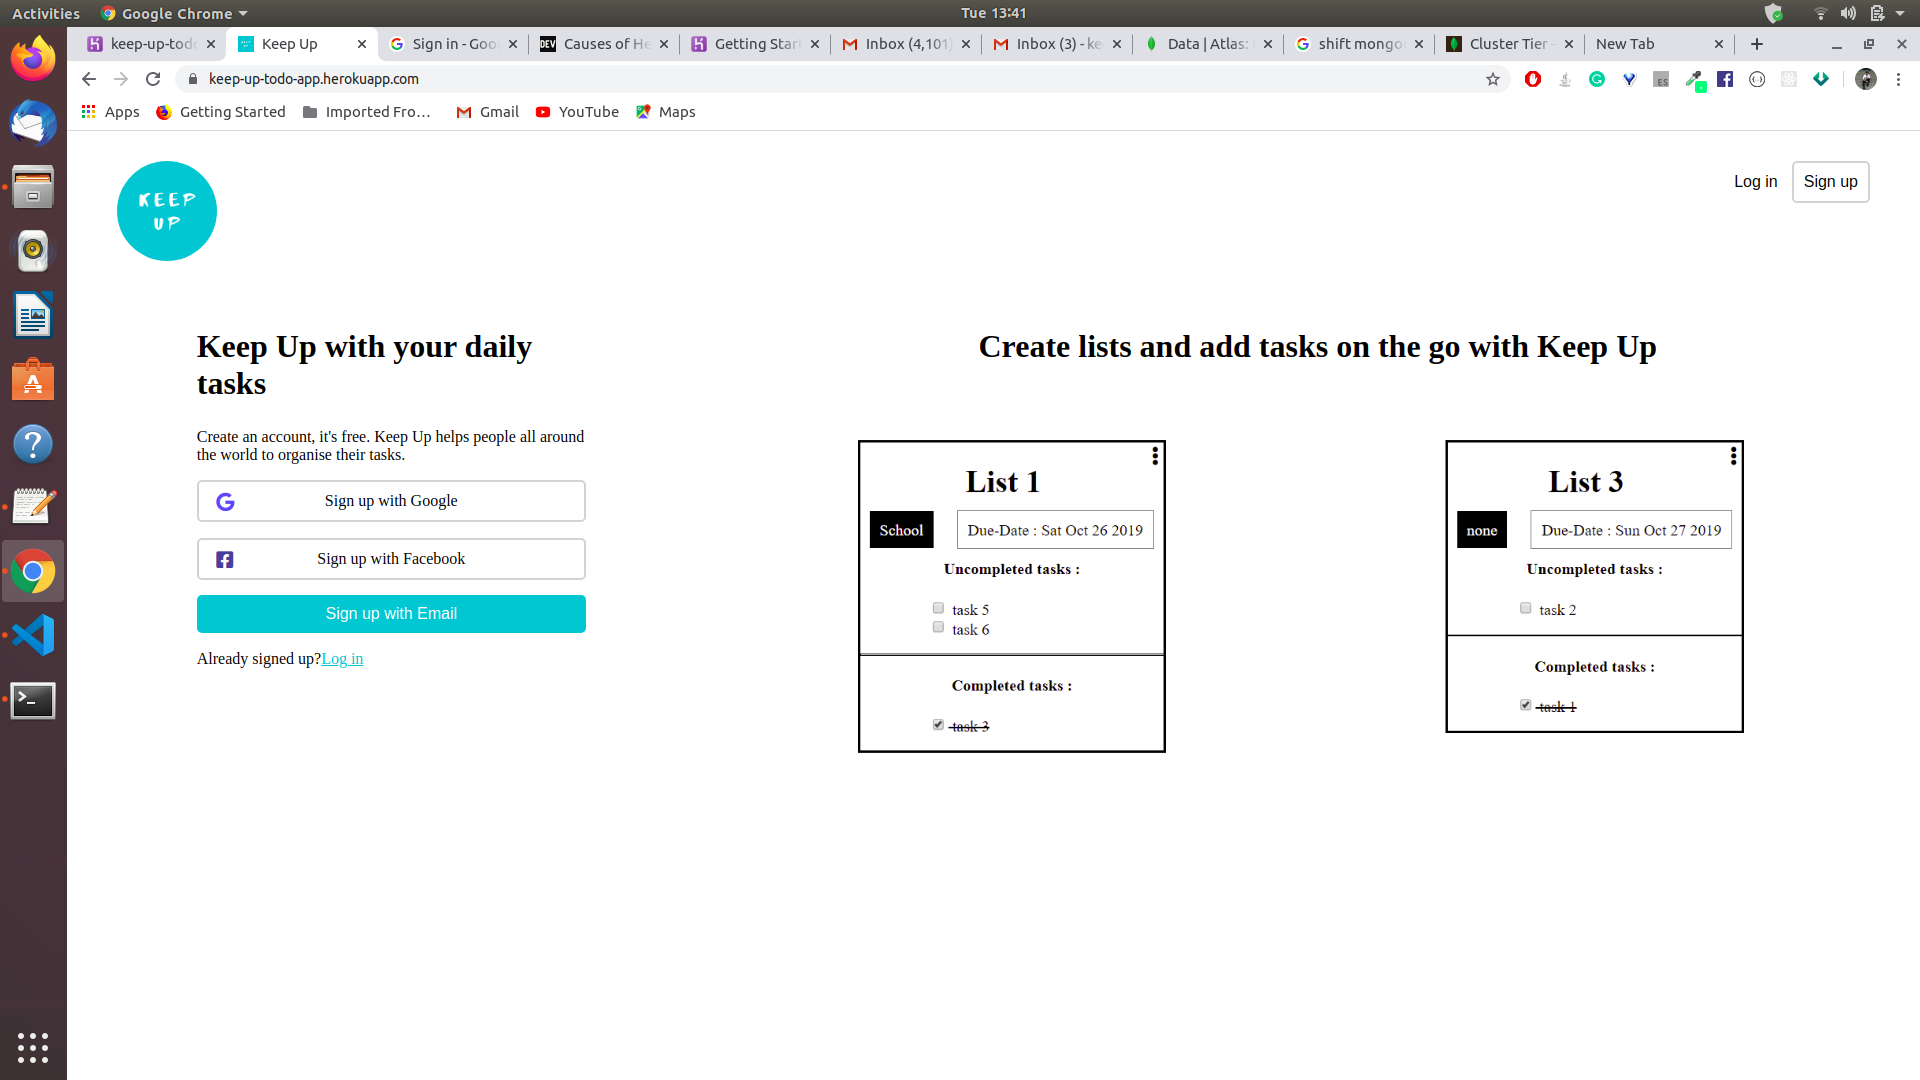 Activities
Google Chrome
Tue 13:41
keep-up-tod
Keep Up
Sign in - Goo
DEV
Causes of He
Getting Star
Inbox (4,101)
Inbox (3) - ke
Data | Atlas:
shift mongo
Cluster Tier -
New Tab
keep-up-todo-app.herokuapp.com
Apps
Getting Started
Imported Fro...
Gmail
YouTube
Maps
KEEP
UP
Log in
Sign up
Keep Up with your daily
tasks
Create an account, it's free. Keep Up helps people all around
the world to organise their tasks.
Sign up with Google
Sign up with Facebook
Sign up with Email
Already signed up?Log in
Create lists and add tasks on the go with Keep Up
List 1
School
Due-Date : Sat Oct 26 2019
Uncompleted tasks :
task 5
task 6
Completed tasks :
task 3
List 3
none
Due-Date : Sun Oct 27 2019
Uncompleted tasks :
task 2
Completed tasks :
task 1